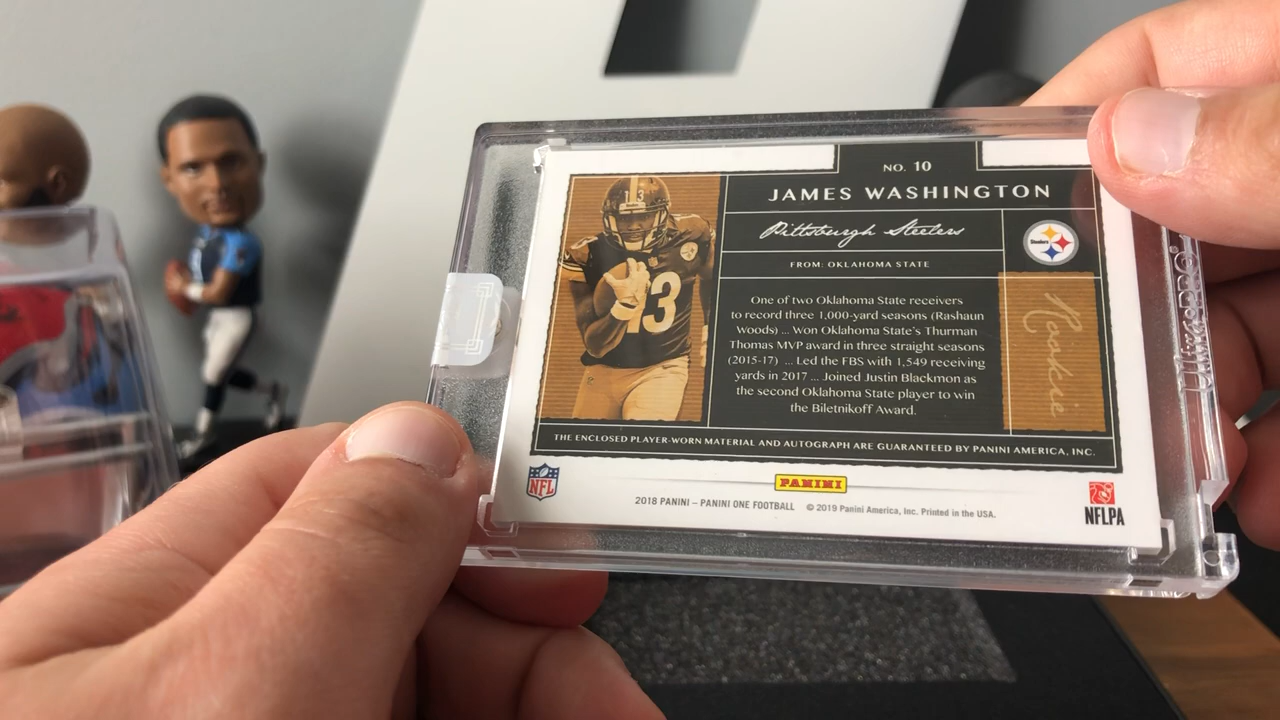 NO. 10
JAMES WASHINGTON
Pittsburgh Steelers
Steelers
FROM: OKLAHOMA STATE
One of two Oklahoma State receivers
to record three 1,000-yard seasons (Rashaun
Woods) ... Won Oklahoma State's Thurman
Thomas MVP award in three straight seasons
(2015-17) ... Led the FBS with 1,549 receiving
yards in 2017 ... Joined Justin Blackmon as
the second Oklahoma State player to win
the Biletnikoff Award.
Rookie
13
13
THE ENCLOSED PLAYER-WORN MATERIAL AND AUTOGRAPH ARE GUARANTEED BY PANINI AMERICA, INC.
NFL
PANINI
2018 PANINI – PANINI ONE FOOTBALL © 2019 Panini America, Inc. Printed in the USA.
NFLPA
ULTRA PRO